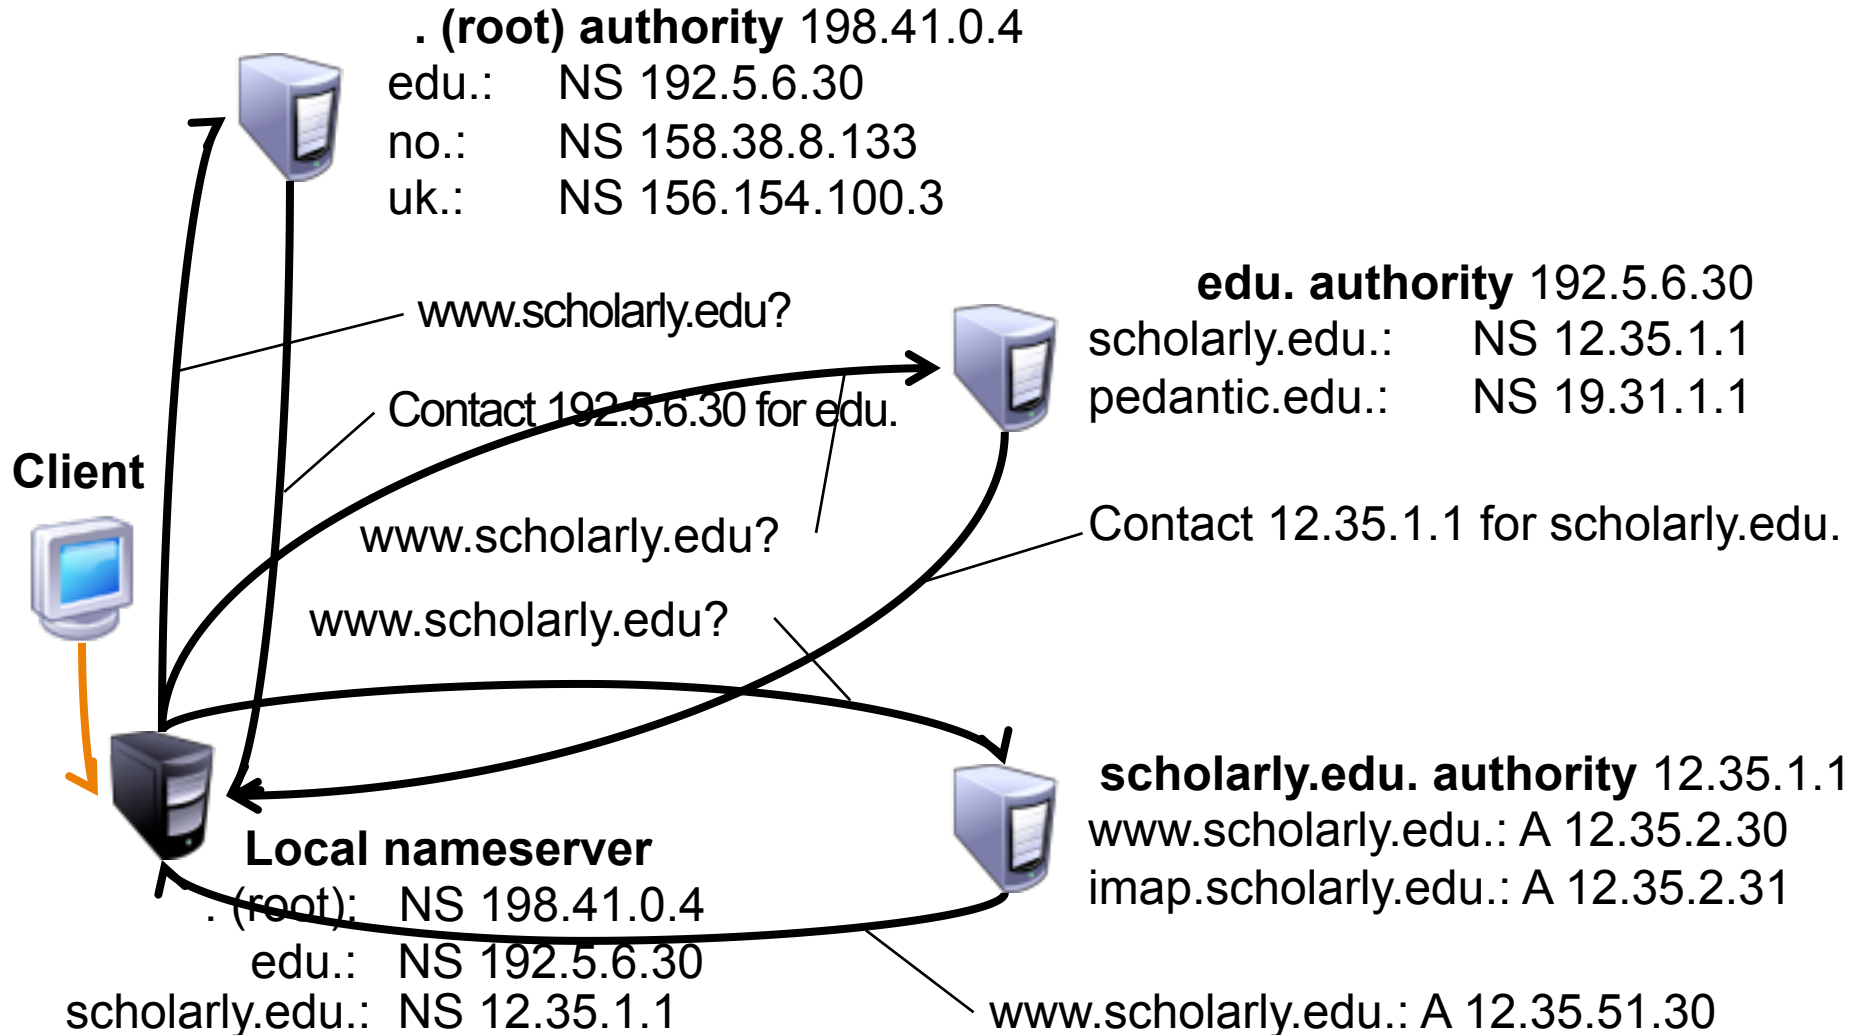 . (root) authority 198.41.0.4
edu.: NS 192.5.6.30
no.: NS 158.38.8.133
uk.: NS 156.154.100.3
www.scholarly.edu?
edu. authority 192.5.6.30
scholarly.edu.: NS 12.35.1.1
pedantic.edu.: NS 19.31.1.1
Contact 192.5.6.30 for edu.
Client
www.scholarly.edu?
Contact 12.35.1.1 for scholarly.edu.
www.scholarly.edu?
scholarly.edu. authority 12.35.1.1
www.scholarly.edu.: A 12.35.2.30
imap.scholarly.edu.: A 12.35.2.31
Local nameserver
. (root): NS 198.41.0.4
edu.: NS 192.5.6.30
scholarly.edu.: NS 12.35.1.1
www.scholarly.edu.: A 12.35.51.30